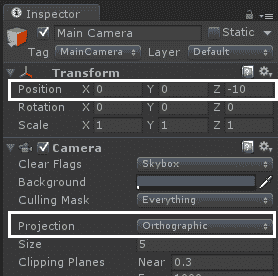 Inspector
Main Camera Static
Tag MainCamera Layer Default
Transform
Position X 0 Y 0 Z -10
Rotation X 0 Y 0 Z 0
Scale X 1 Y 1 Z 1
Camera
Clear Flags Skybox
Background
Culling Mask Everything
Projection Orthographic
Size 5
Clipping Planes Near 0.3